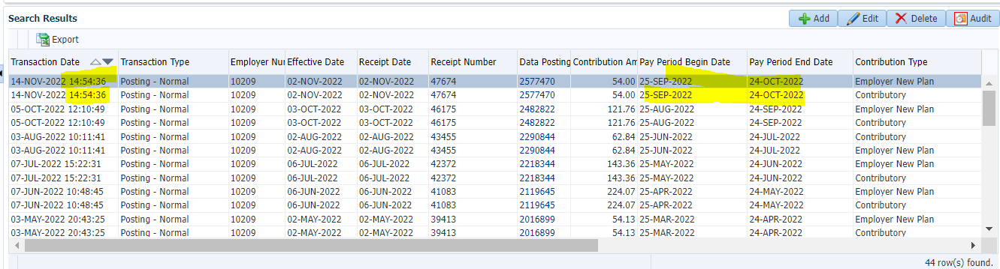 Search Results Add Edit Delete Audit
Export
Transaction Date Transaction Type Employer Nu Effective Date Receipt Date Receipt Number Data Posting Contribution Am Pay Period Begin Date Pay Period End Date Contribution Type
14-NOV-2022 14:54:36 Posting - Normal 10209 02-NOV-2022 02-NOV-2022 47674 2577470 54.00 25-SEP-2022 24-OCT-2022 Employer New Plan
14-NOV-2022 14:54:36 Posting - Normal 10209 02-NOV-2022 02-NOV-2022 47674 2577470 54.00 25-SEP-2022 24-OCT-2022 Contributory
05-OCT-2022 12:10:49 Posting - Normal 10209 03-OCT-2022 03-OCT-2022 46175 2482822 121.76 25-AUG-2022 24-SEP-2022 Employer New Plan
05-OCT-2022 12:10:49 Posting - Normal 10209 03-OCT-2022 03-OCT-2022 46175 2482822 121.76 25-AUG-2022 24-SEP-2022 Contributory
03-AUG-2022 10:11:41 Posting - Normal 10209 02-AUG-2022 02-AUG-2022 43455 2290844 62.84 25-JUN-2022 24-JUL-2022 Contributory
03-AUG-2022 10:11:41 Posting - Normal 10209 02-AUG-2022 02-AUG-2022 43455 2290844 62.84 25-JUN-2022 24-JUL-2022 Employer New Plan
07-JUL-2022 15:22:31 Posting - Normal 10209 06-JUL-2022 06-JUL-2022 42372 2218344 143.36 25-MAY-2022 24-JUN-2022 Employer New Plan
07-JUL-2022 15:22:31 Posting - Normal 10209 06-JUL-2022 06-JUL-2022 42372 2218344 143.36 25-MAY-2022 24-JUN-2022 Contributory
07-JUN-2022 10:48:45 Posting - Normal 10209 06-JUN-2022 06-JUN-2022 41083 2119645 224.07 25-APR-2022 24-MAY-2022 Employer New Plan
07-JUN-2022 10:48:45 Posting - Normal 10209 06-JUN-2022 06-JUN-2022 41083 2119645 224.07 25-APR-2022 24-MAY-2022 Contributory
03-MAY-2022 20:43:25 Posting - Normal 10209 02-MAY-2022 02-MAY-2022 39413 2016899 54.13 25-MAR-2022 24-APR-2022 Employer New Plan
03-MAY-2022 20:43:25 Posting - Normal 10209 02-MAY-2022 02-MAY-2022 39413 2016899 54.13 25-MAR-2022 24-APR-2022 Contributory
44 row(s) found.